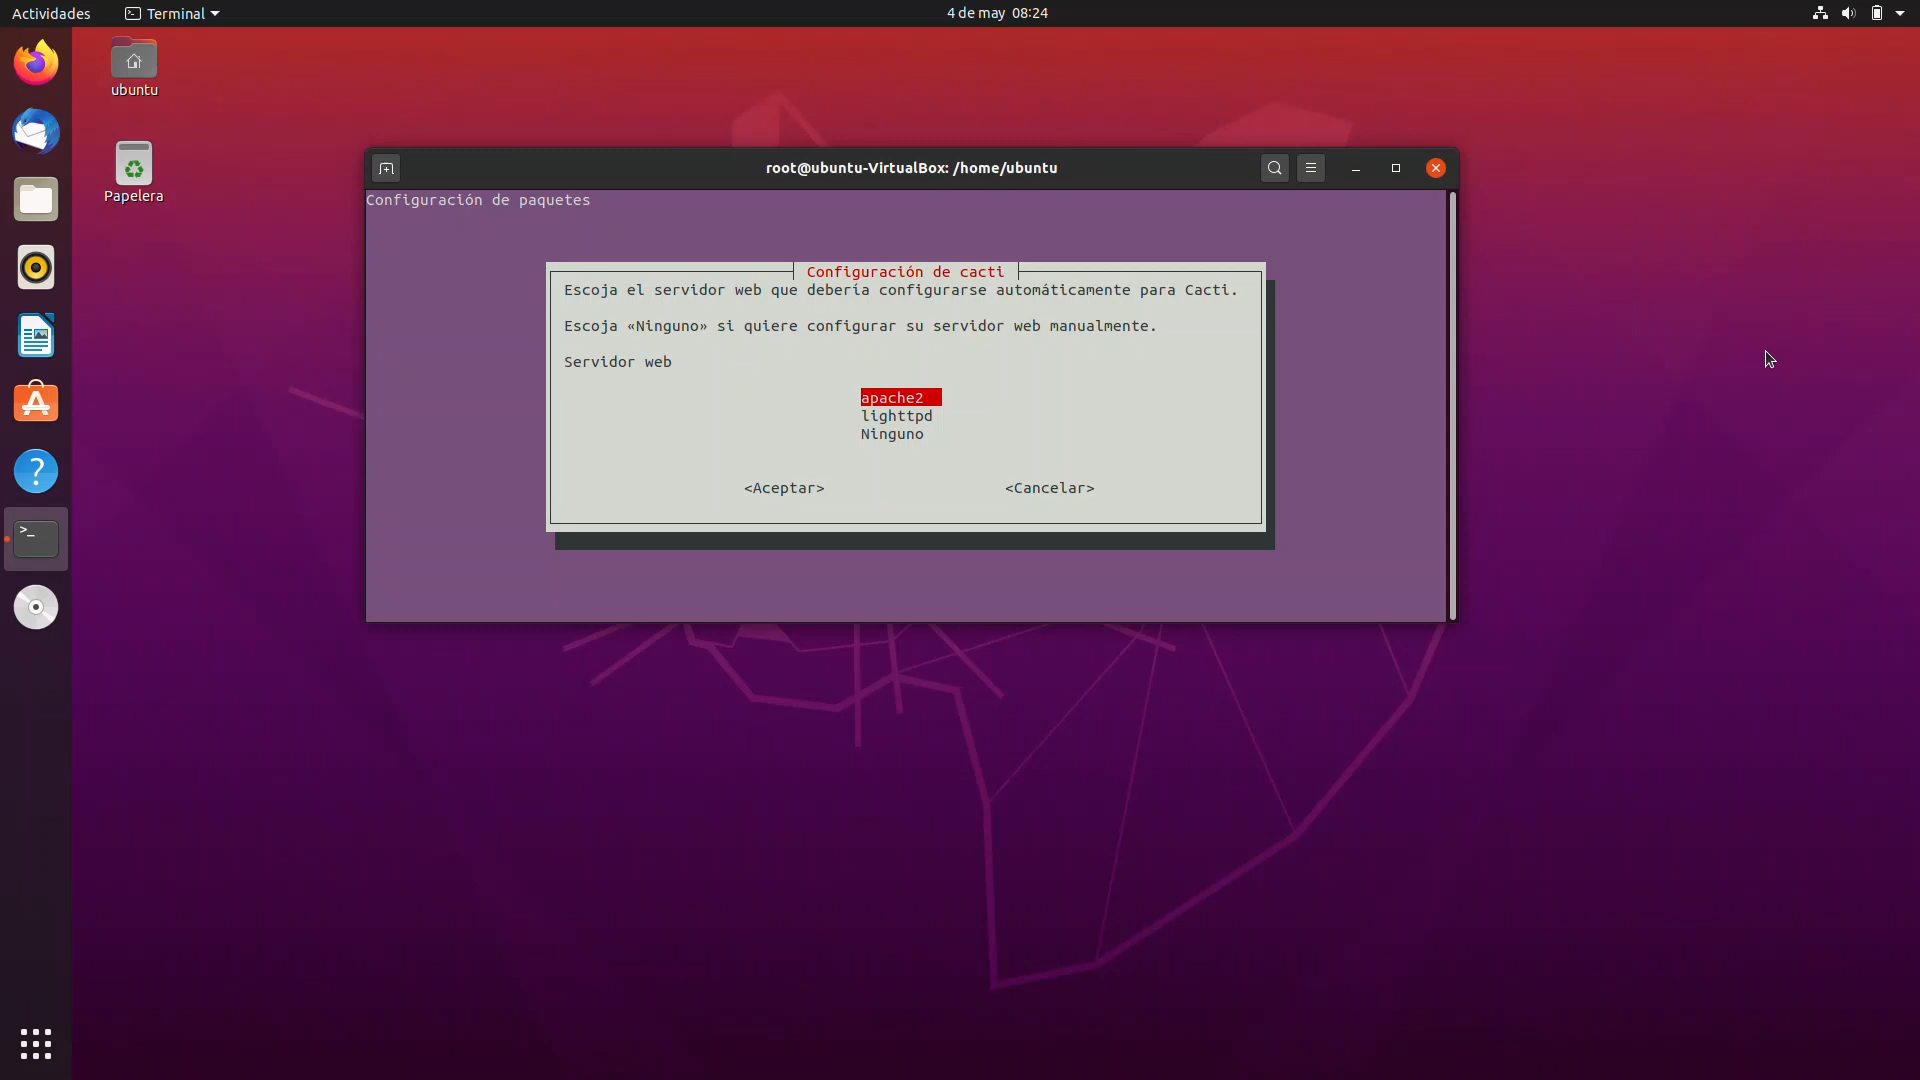 Actividades
Terminal
4 de may 08:24
ubuntu
Papelera
root@ubuntu-VirtualBox: /home/ubuntu
Configuración de paquetes
Configuración de cacti
Escoja el servidor web que debería configurarse automáticamente para Cacti.
Escoja «Ninguno» si quiere configurar su servidor web manualmente.
Servidor web
apache2
lighttpd
Ninguno
<Aceptar> <Cancelar>